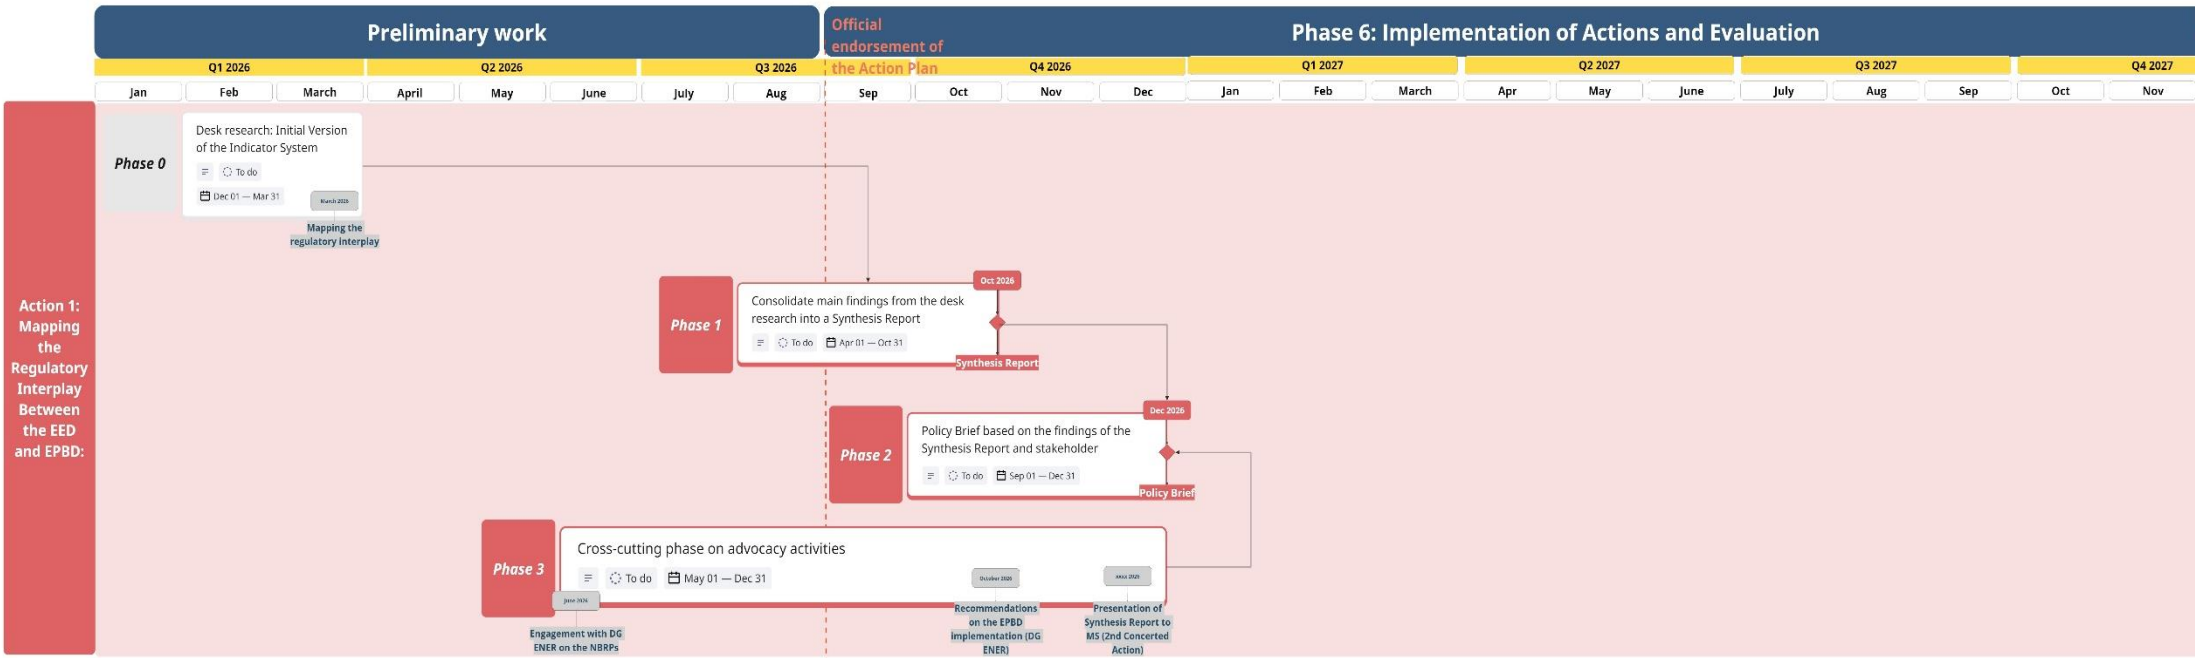 Preliminary work
Official
endorsement of
the Action Plan
Phase 6: Implementation of Actions and Evaluation
Q1 2026
Q2 2026
Q3 2026
Q4 2026
Q1 2027
Q2 2027
Q3 2027
Q4 2027
Jan
Feb
March
April
May
June
July
Aug
Sep
Oct
Nov
Dec
Jan
Feb
March
Apr
May
June
July
Aug
Sep
Oct
Nov
Action 1:
Mapping
the
Regulatory
Interplay
Between
the EED
and EPBD:
Phase 0
Desk research: Initial Version
of the Indicator System
To do
Dec 01 — Mar 31
March 2026
Mapping the
regulatory interplay
Phase 1
Consolidate main findings from the desk
research into a Synthesis Report
To do
Apr 01 — Oct 31
Oct 2026
Synthesis Report
Phase 2
Policy Brief based on the findings of the
Synthesis Report and stakeholder
To do
Sep 01 — Dec 31
Dec 2026
Policy Brief
Phase 3
Cross-cutting phase on advocacy activities
To do
May 01 — Dec 31
June 2026
Engagement with DG
ENER on the NBRPs
October 2026
Recommendations
on the EPBD
implementation (DG
ENER)
2026
Presentation of
Synthesis Report to
MS (2nd Concerted
Action)